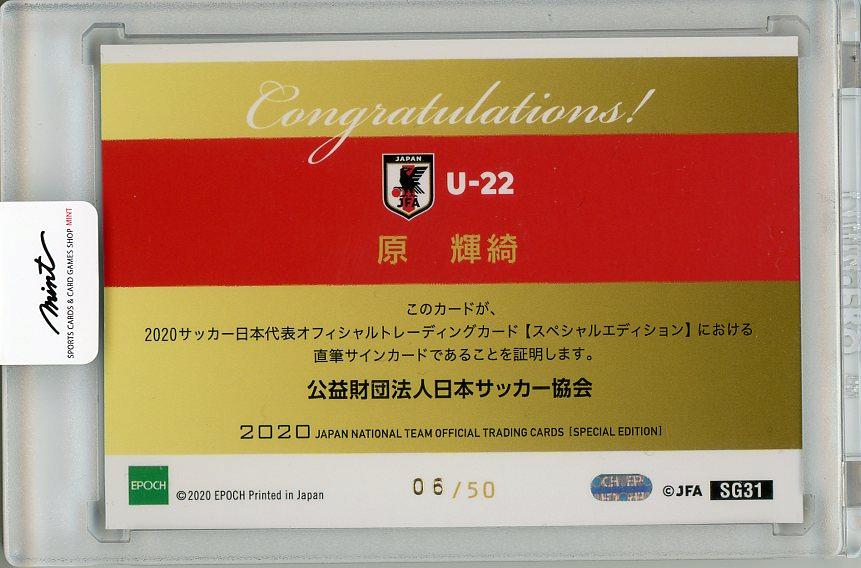 Congratulations!
JAPAN
JFA
U-22
原 輝綺
このカードが、
2020サッカー日本代表オフィシャルトレーディングカード【スペシャルエディション】における
直筆サインカードであることを証明します。
公益財団法人日本サッカー協会
2020 JAPAN NATIONAL TEAM OFFICIAL TRADING CARDS [SPECIAL EDITION]
EPOCH
©2020 EPOCH Printed in Japan
06/50
©JFA
SG31
mint
SPORTS CARDS & CARD GAMES SHOP MINT